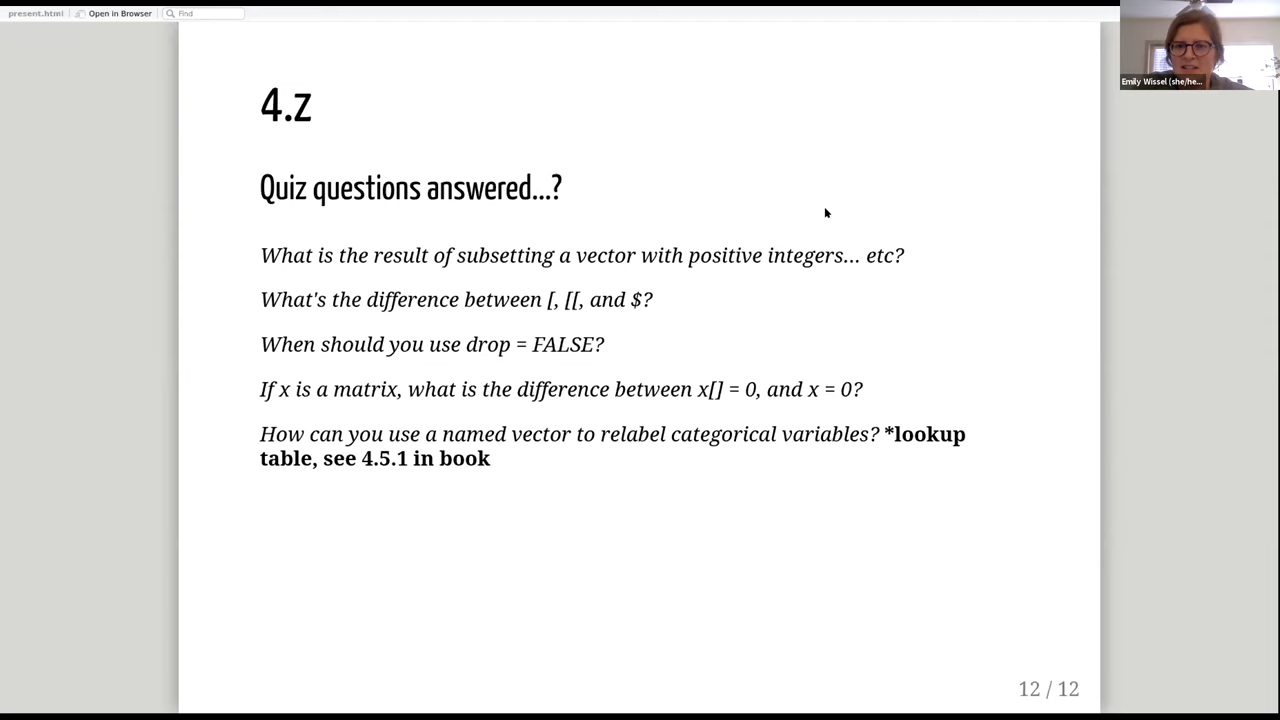 present.html Open in Browser Find
Emily Wissel (she/he...
4.z
Quiz questions answered...?
What is the result of subsetting a vector with positive integers... etc?
What's the difference between [, [[, and $?
When should you use drop = FALSE?
If x is a matrix, what is the difference between x[] = 0, and x = 0?
How can you use a named vector to relabel categorical variables? *lookup
table, see 4.5.1 in book
12 / 12